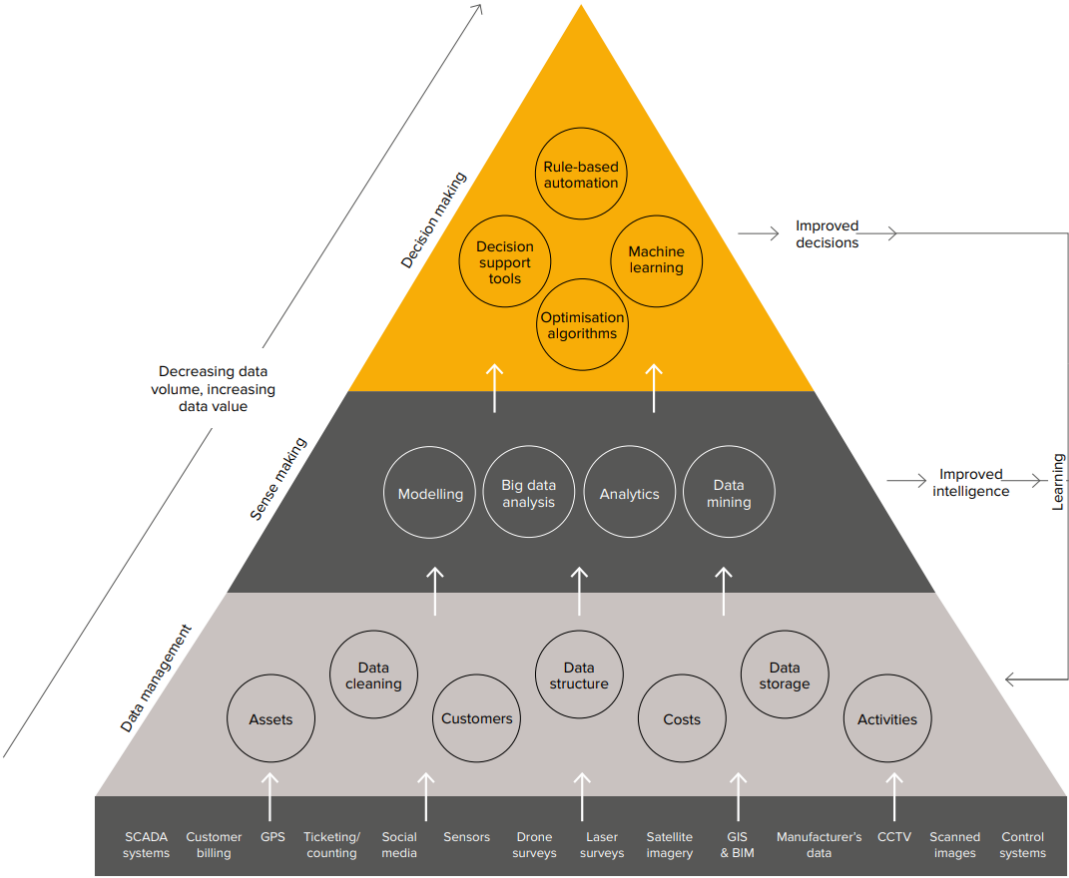 Rule-based
automation
Decision
support
tools
Machine
learning
Optimisation
algorithms
Decision making
Improved
decisions
Decreasing data
volume, increasing
data value
Sense making
Modelling
Big data
analysis
Analytics
Data
mining
Improved
intelligence
Learning
Data management
Assets
Data
cleaning
Customers
Data
structure
Costs
Data
storage
Activities
SCADA
systems
Customer
billing
GPS
Ticketing/
counting
Social
media
Sensors
Drone
surveys
Laser
surveys
Satellite
imagery
GIS
& BIM
Manufacturer's
data
CCTV
Scanned
images
Control
systems